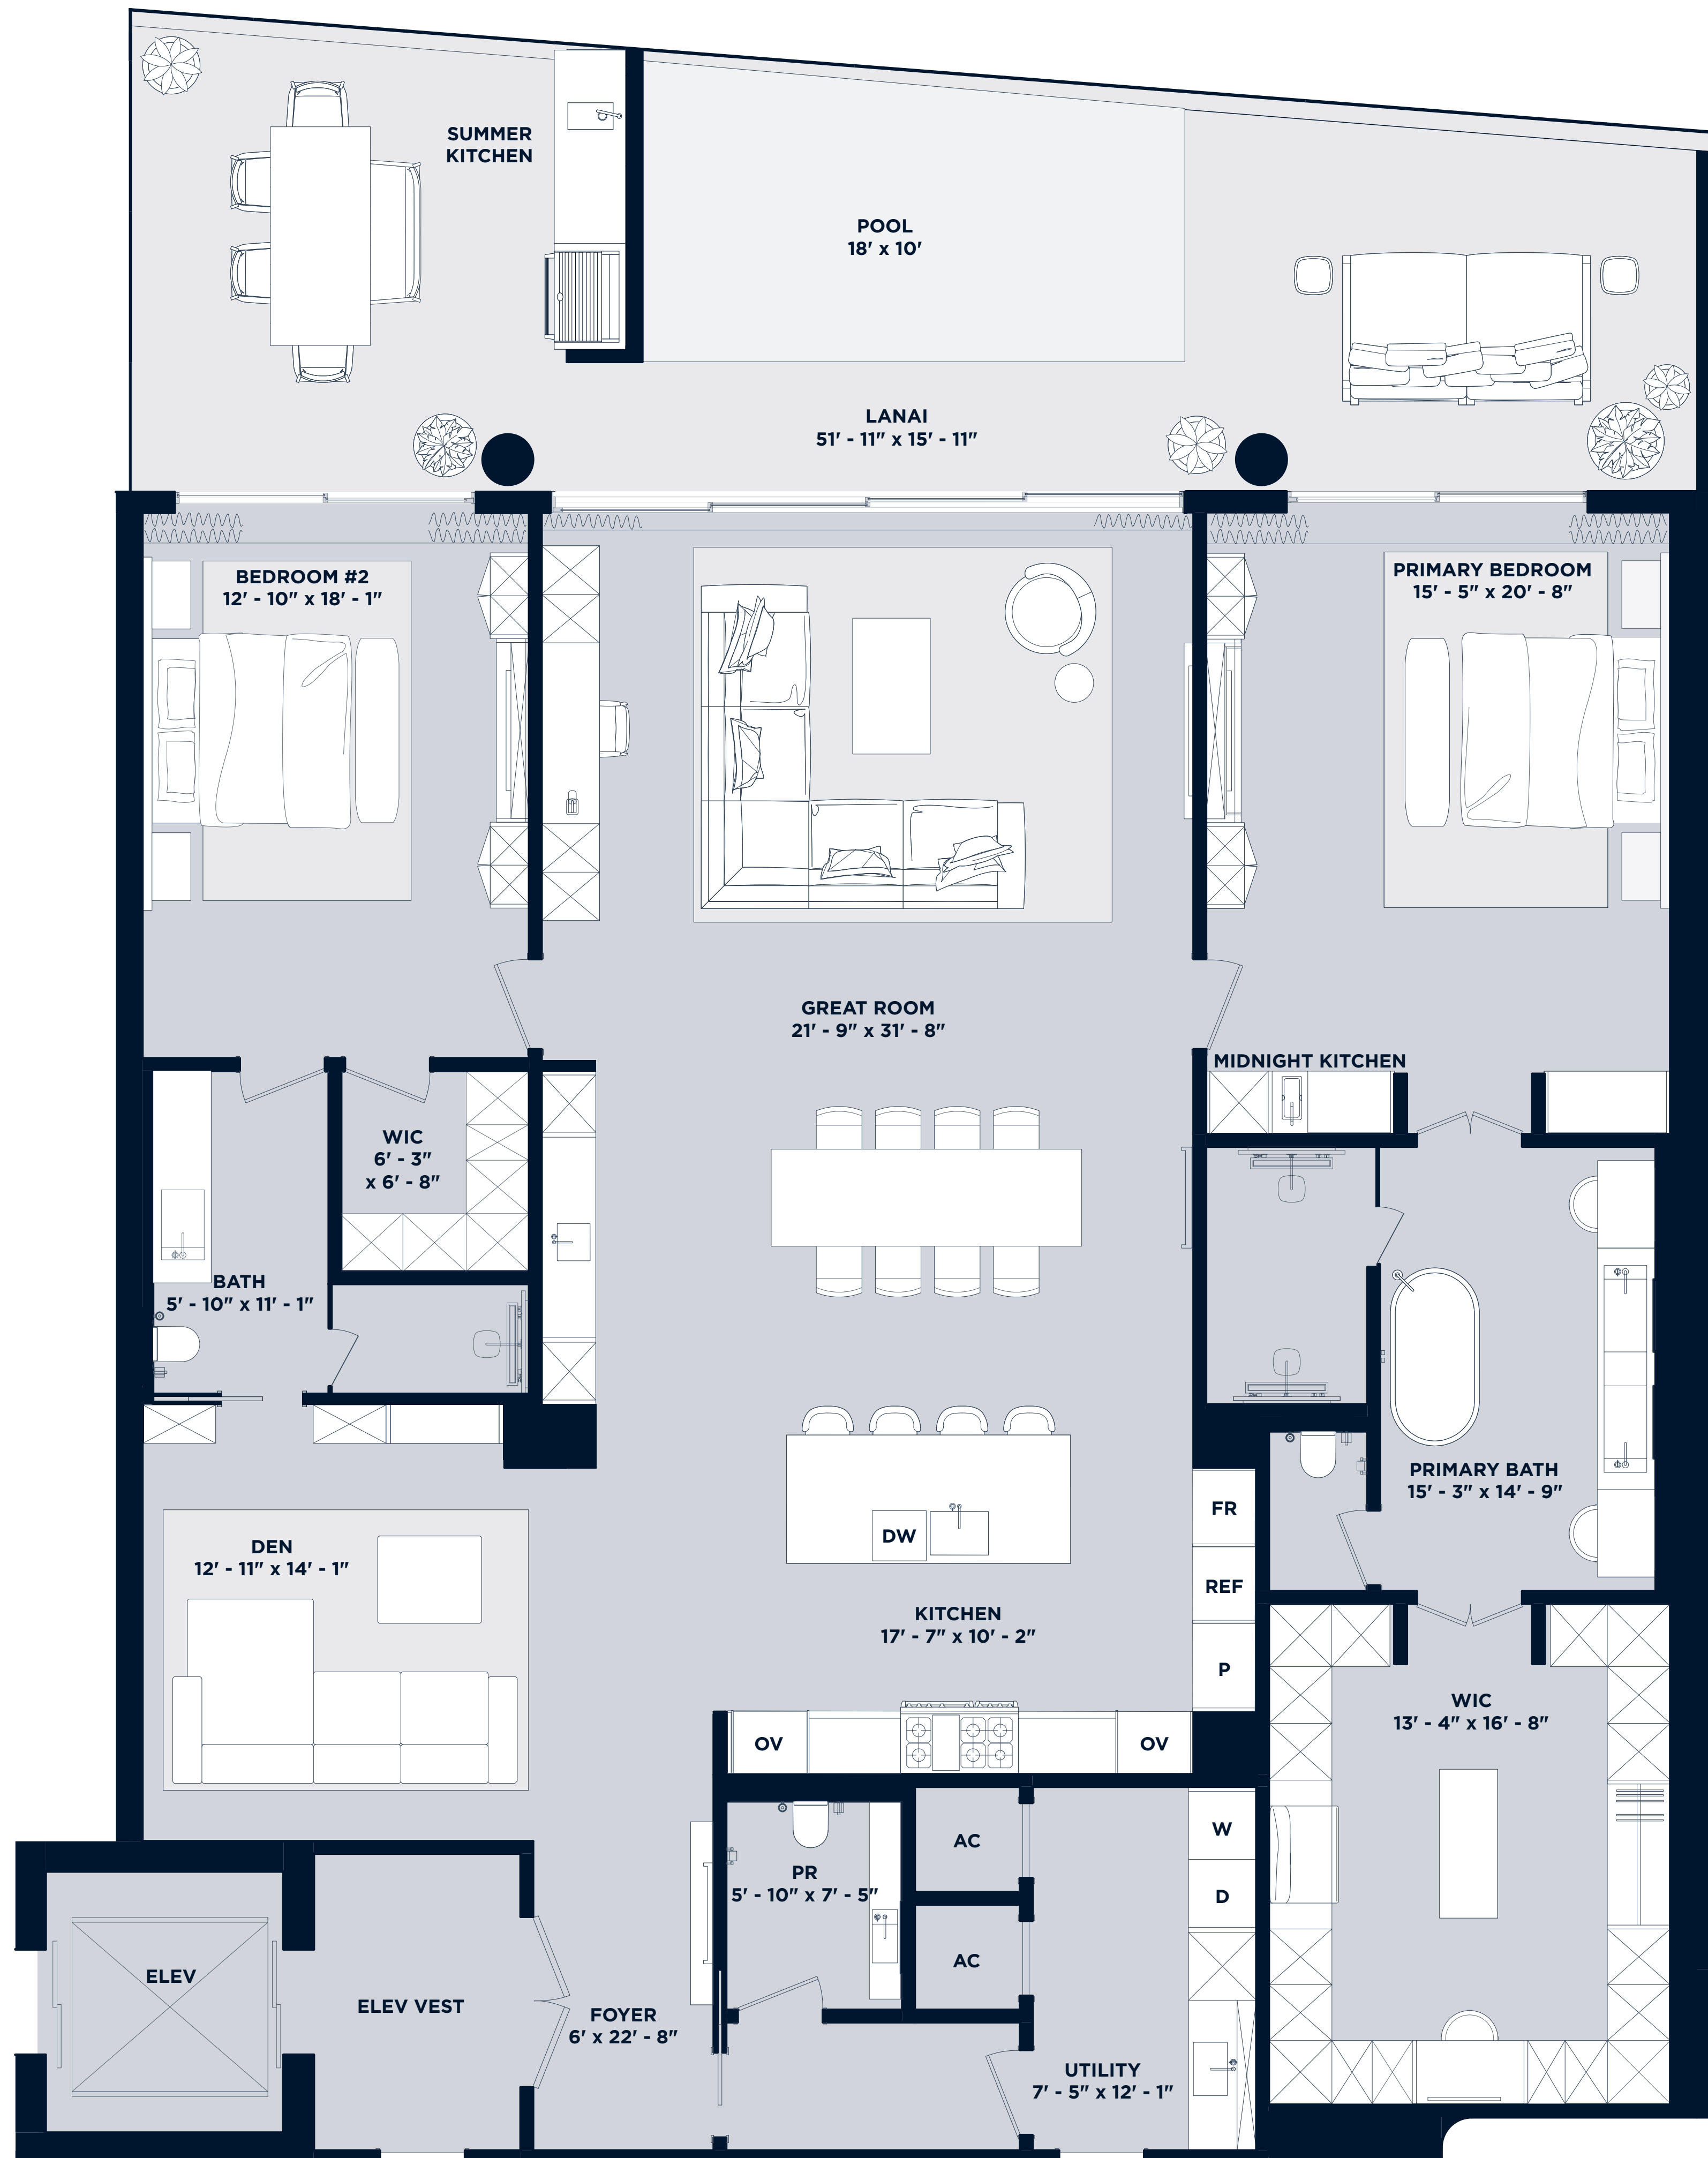 SUMMER
KITCHEN
POOL
18' x 10'
LANAI
51' - 11" x 15' - 11"
BEDROOM #2
12' - 10" x 18' - 1"
PRIMARY BEDROOM
15' - 5" x 20' - 8"
GREAT ROOM
21' - 9" x 31' - 8"
MIDNIGHT KITCHEN
WIC
6' - 3"
x 6' - 8"
BATH
5' - 10" x 11' - 1"
PRIMARY BATH
15' - 3" x 14' - 9"
FR
DW
DEN
12' - 11" x 14' - 1"
REF
KITCHEN
17' - 7" x 10' - 2"
P
WIC
13' - 4" x 16' - 8"
OV
OV
W
AC
PR
5' - 10" x 7' - 5"
D
AC
ELEV
ELEV VEST
FOYER
6' x 22' - 8"
UTILITY
7' - 5" x 12' - 1"